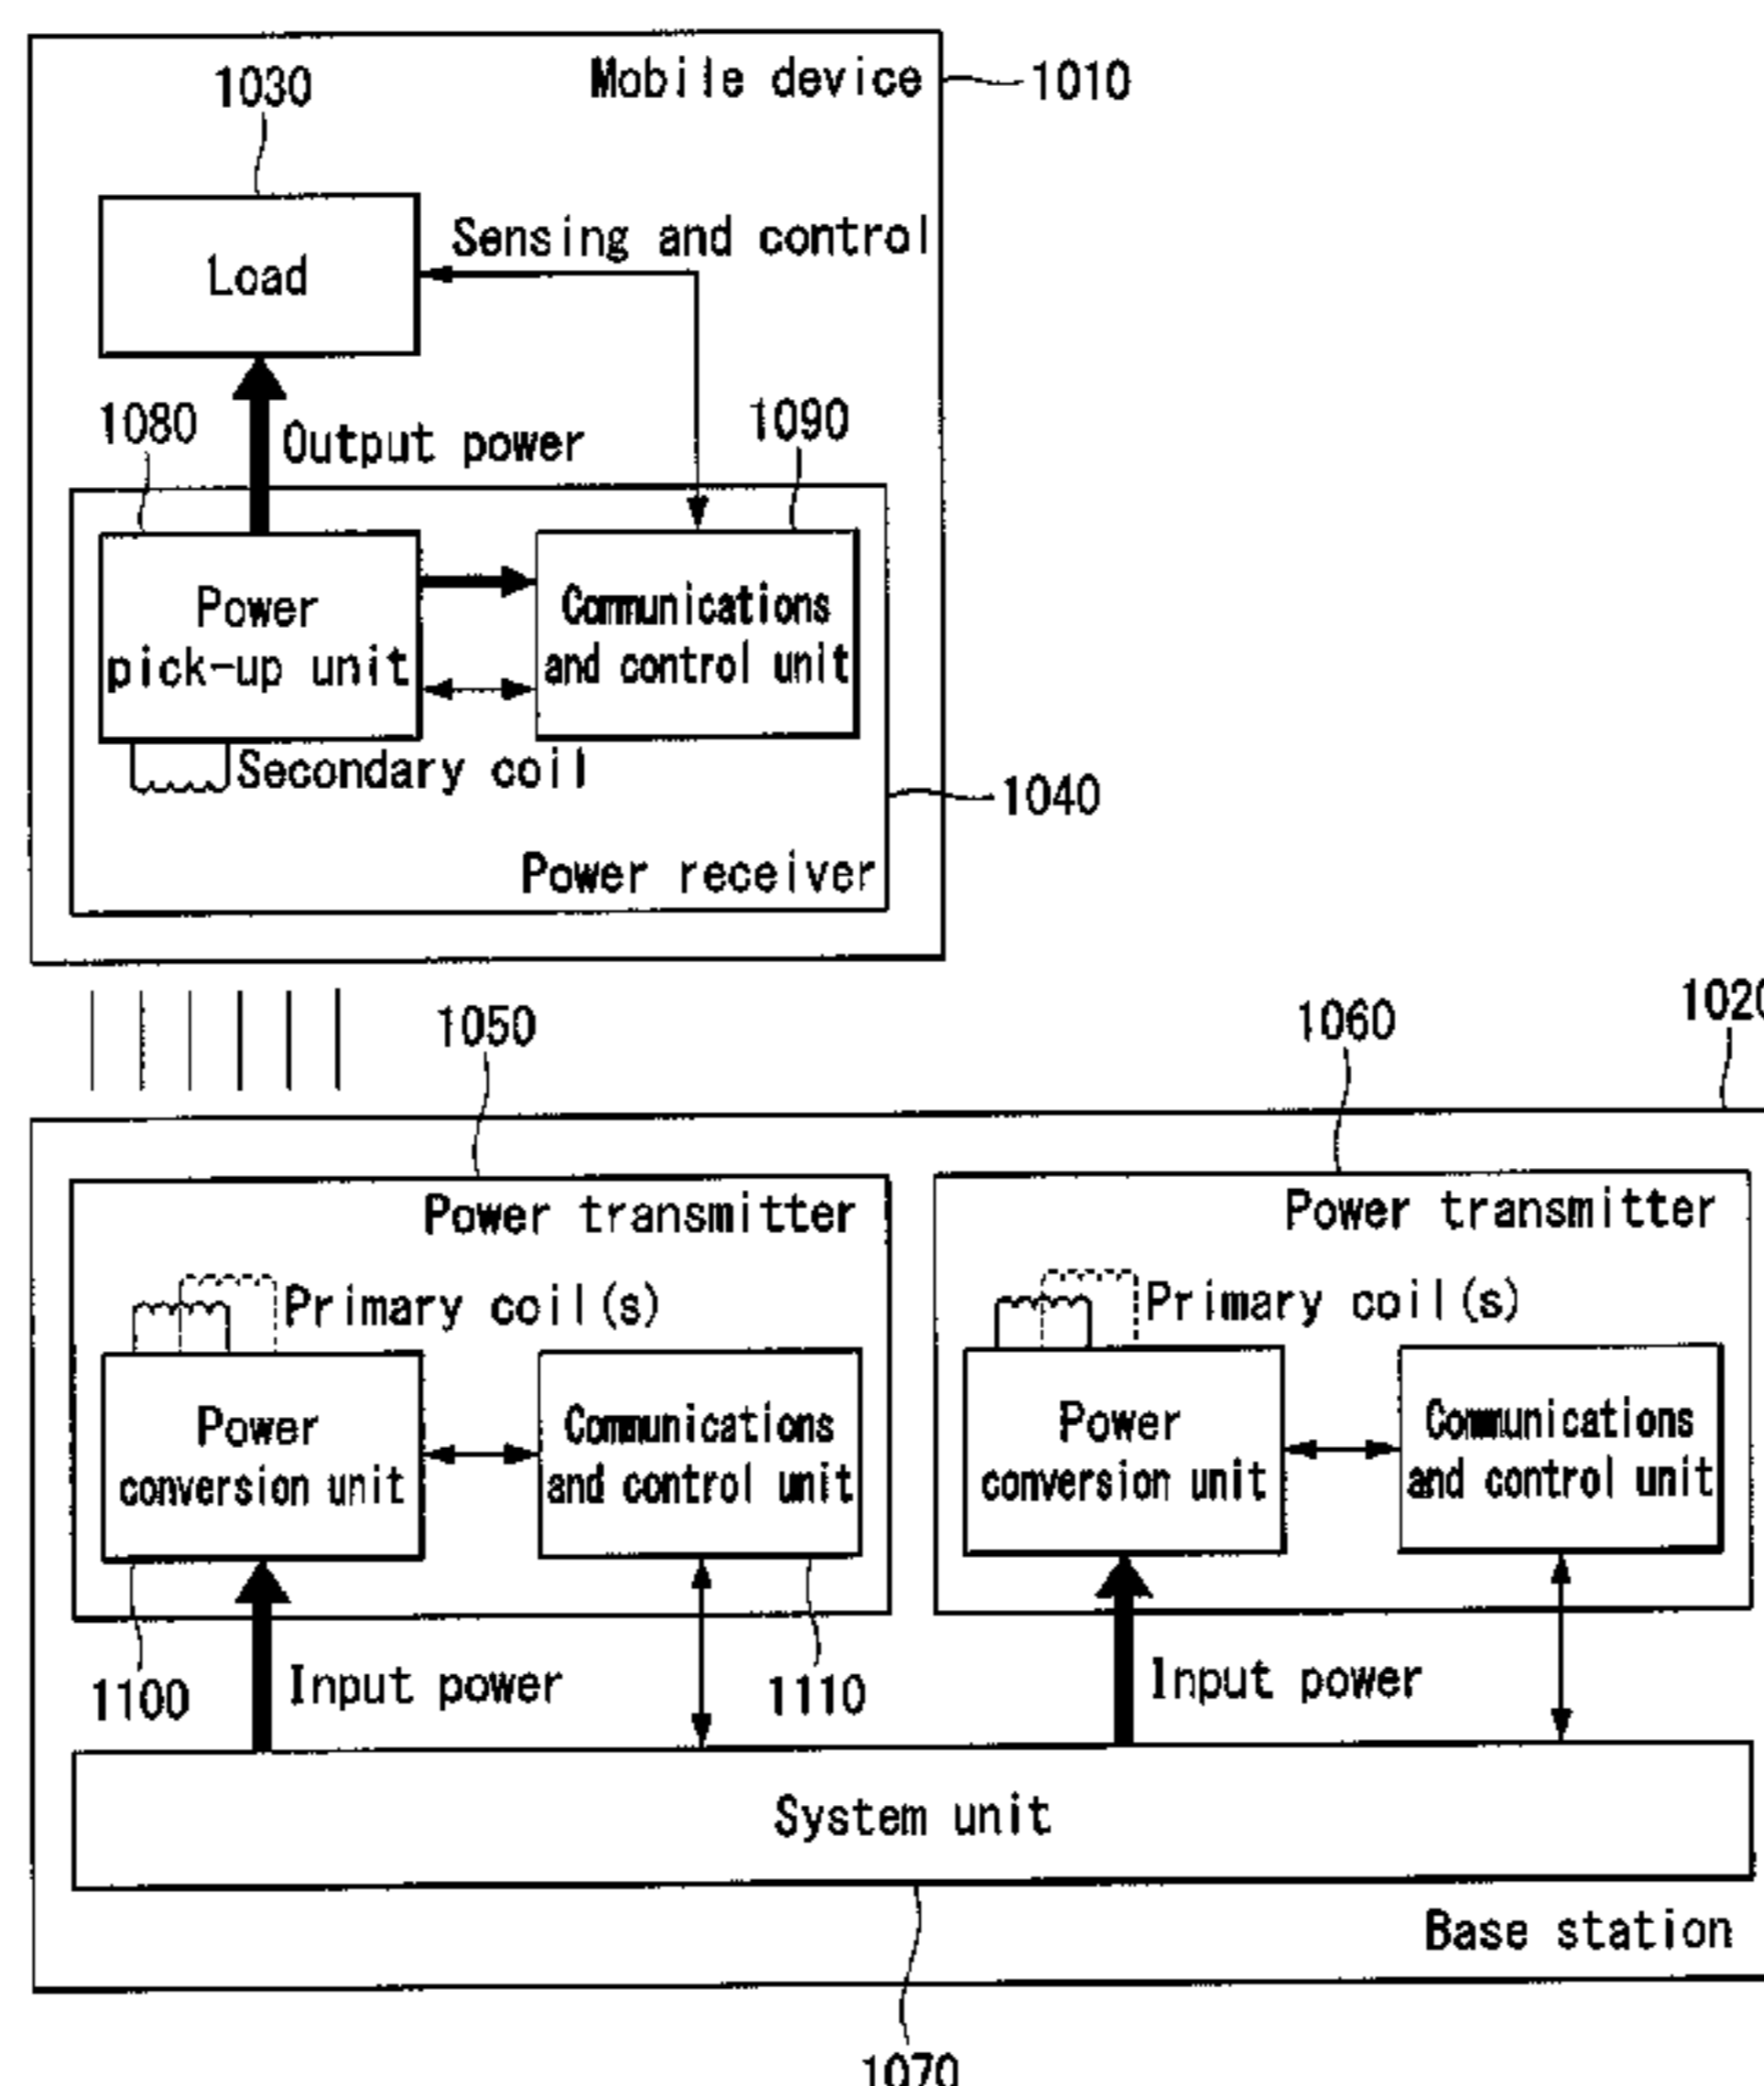 Mobile device
1010
1030
Sensing and control
Load
1080
Output power
1090
Power
pick-up unit
Communications
and control unit
Secondary coil
1040
Power receiver
1020
1050
1060
Power transmitter
Primary coil(s)
Power
conversion unit
Communications
and control unit
Power transmitter
Primary coil(s)
Power
conversion unit
Communications
and control unit
1100
Input power
1110
Input power
System unit
Base station
1070